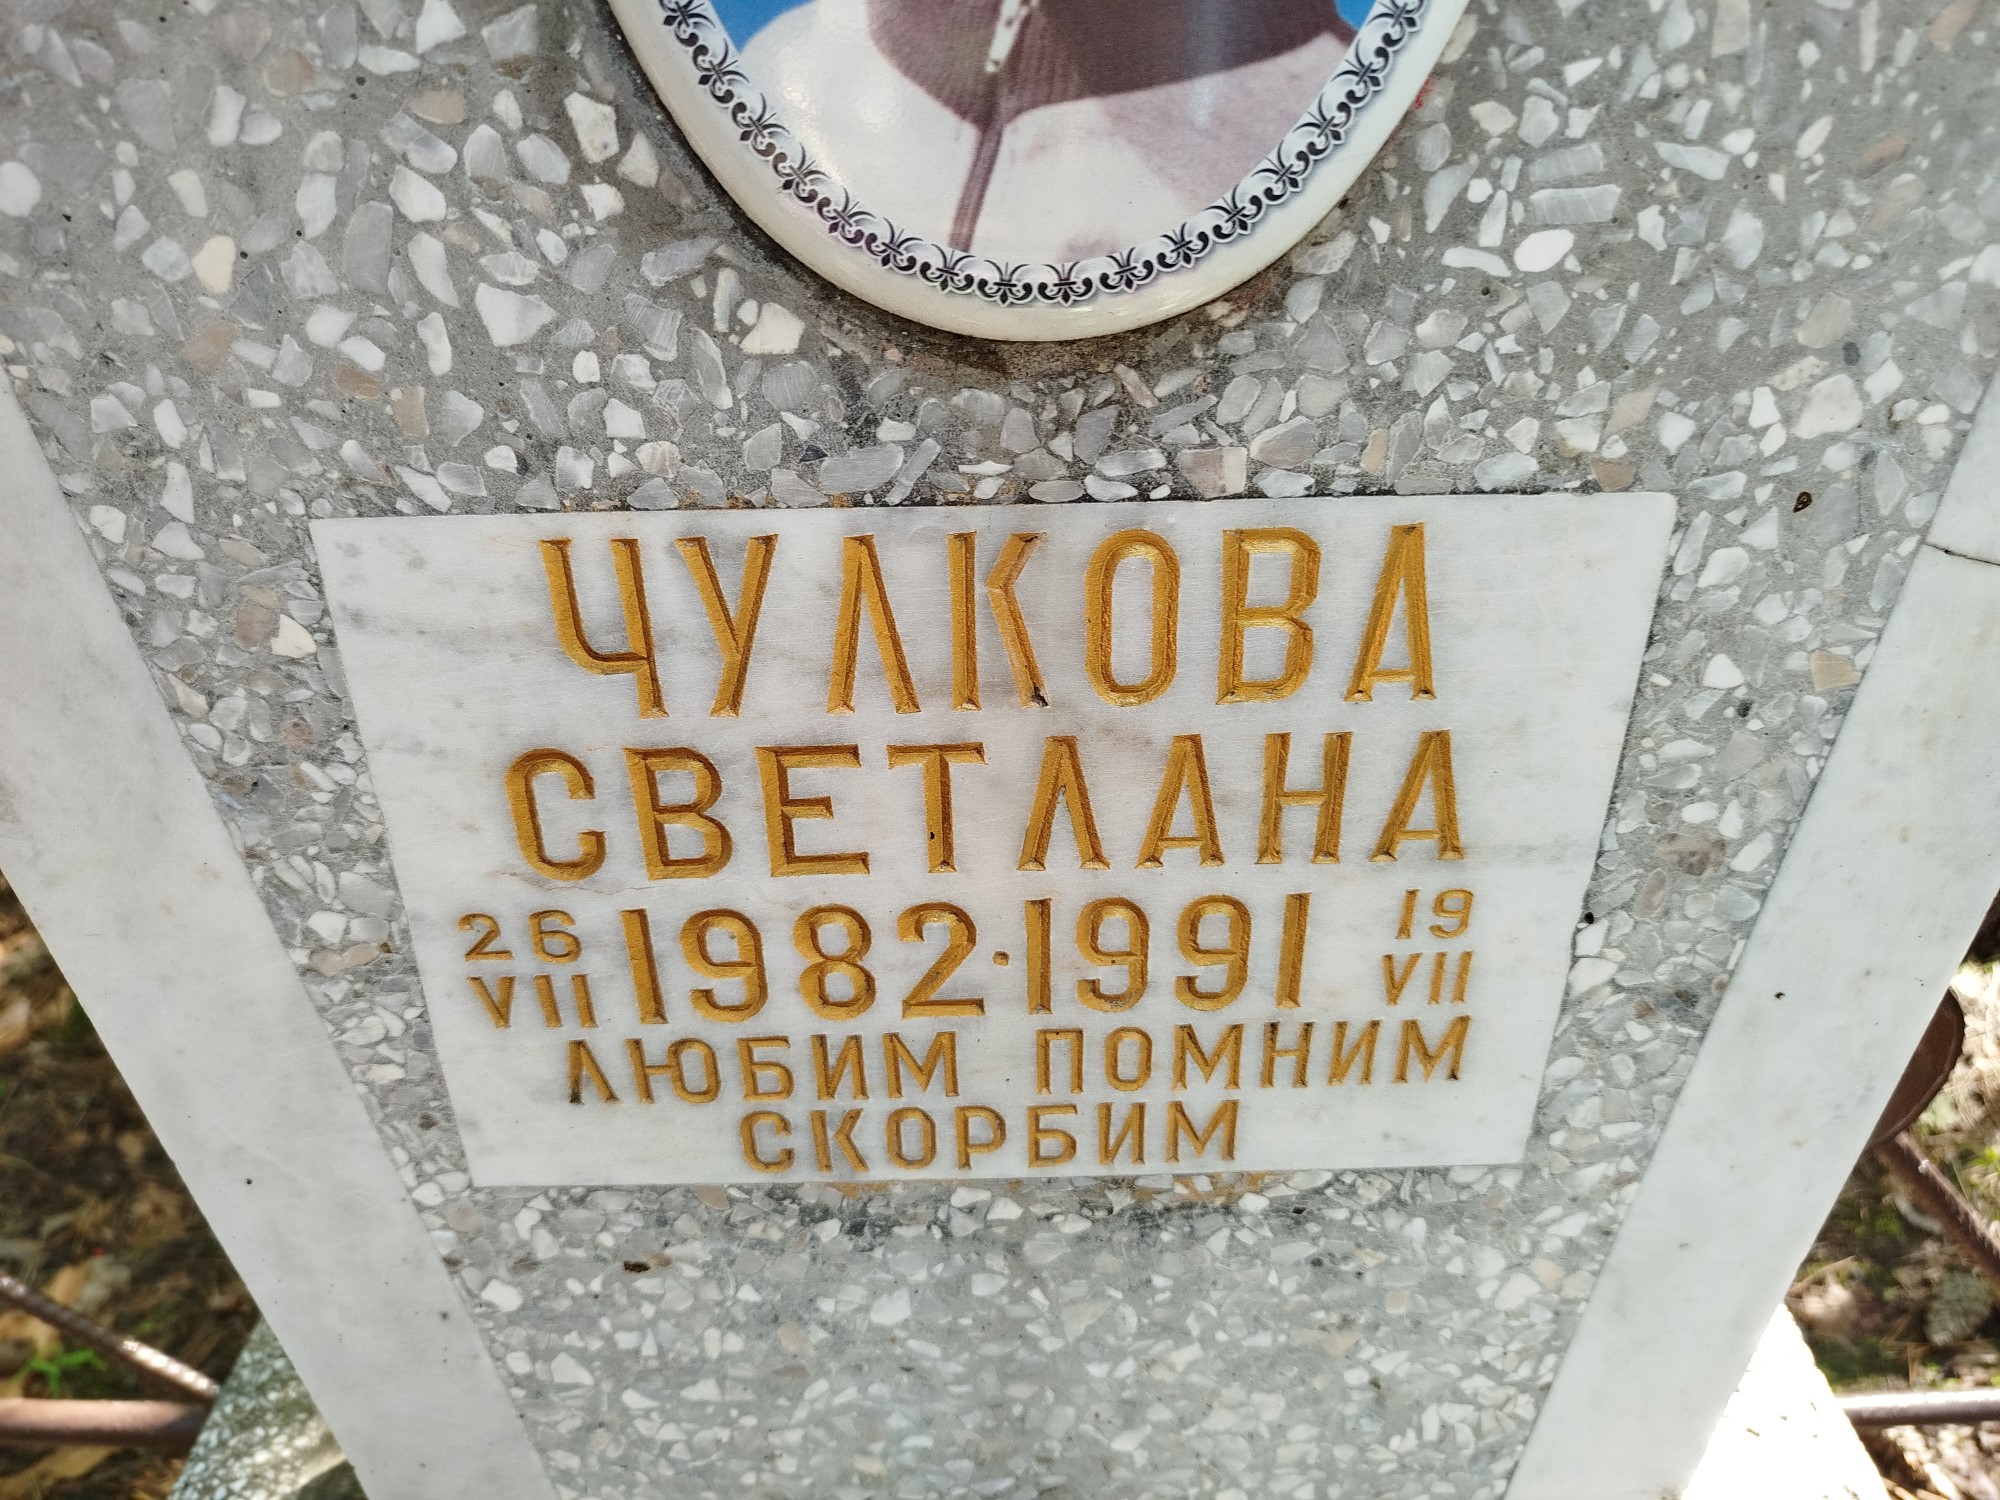 ЧУЛКОВА
СВЕТЛАНА
26 VII 1982·1991 19 VII
ЛЮБИМ ПОМНИМ
СКОРБИМ